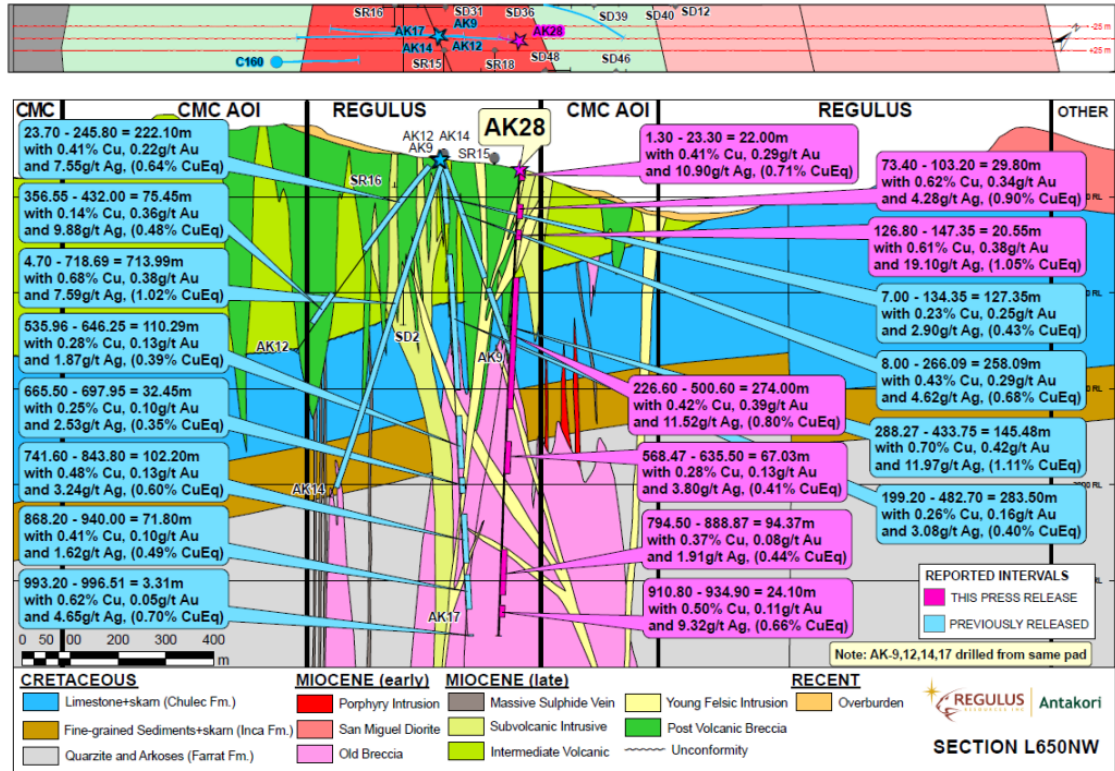 SR16
SD31
SD36
SD39
SD40
SD12
AK9
AK17
AK28
-25 m
AK14
AK12
+25 m
C160
SR15
SR18
SD48
SD46
CMC
CMC AOI
REGULUS
CMC AOI
REGULUS
OTHER
23.70 - 245.80 = 222.10m
with 0.41% Cu, 0.22g/t Au
and 7.55g/t Ag, (0.64% CuEq)
356.55 - 432.00 = 75.45m
with 0.14% Cu, 0.36g/t Au
and 9.88g/t Ag, (0.48% CuEq)
4.70 - 718.69 = 713.99m
with 0.68% Cu, 0.38g/t Au
and 7.59g/t Ag, (1.02% CuEq)
535.96 - 646.25 = 110.29m
with 0.28% Cu, 0.13g/t Au
and 1.87g/t Ag, (0.39% CuEq)
665.50 - 697.95 = 32.45m
with 0.25% Cu, 0.10g/t Au
and 2.53g/t Ag, (0.35% CuEq)
741.60 - 843.80 = 102.20m
with 0.48% Cu, 0.13g/t Au
and 3.24g/t Ag, (0.60% CuEq)
868.20 - 940.00 = 71.80m
with 0.41% Cu, 0.10g/t Au
and 1.62g/t Ag, (0.49% CuEq)
993.20 - 996.51 = 3.31m
with 0.62% Cu, 0.05g/t Au
and 4.65g/t Ag, (0.70% CuEq)
AK12 AK14
AK9
SR15
AK28
SR16
SD2
AK12
AK9
AK14
AK17
1.30 - 23.30 = 22.00m
with 0.41% Cu, 0.29g/t Au
and 10.90g/t Ag, (0.71% CuEq)
73.40 - 103.20 = 29.80m
with 0.62% Cu, 0.34g/t Au
and 4.28g/t Ag, (0.90% CuEq)
126.80 - 147.35 = 20.55m
with 0.61% Cu, 0.38g/t Au
and 19.10g/t Ag, (1.05% CuEq)
7.00 - 134.35 = 127.35m
with 0.23% Cu, 0.25g/t Au
and 2.90g/t Ag, (0.43% CuEq)
8.00 - 266.09 = 258.09m
with 0.43% Cu, 0.29g/t Au
and 4.62g/t Ag, (0.68% CuEq)
226.60 - 500.60 = 274.00m
with 0.42% Cu, 0.39g/t Au
and 11.52g/t Ag, (0.80% CuEq)
288.27 - 433.75 = 145.48m
with 0.70% Cu, 0.42g/t Au
and 11.97g/t Ag, (1.11% CuEq)
568.47 - 635.50 = 67.03m
with 0.28% Cu, 0.13g/t Au
and 3.80g/t Ag, (0.41% CuEq)
199.20 - 482.70 = 283.50m
with 0.26% Cu, 0.16g/t Au
and 3.08g/t Ag, (0.40% CuEq)
794.50 - 888.87 = 94.37m
with 0.37% Cu, 0.08g/t Au
and 1.91g/t Ag, (0.44% CuEq)
910.80 - 934.90 = 24.10m
with 0.50% Cu, 0.11g/t Au
and 9.32g/t Ag, (0.66% CuEq)
RL
RL
RL
RL
REPORTED INTERVALS
THIS PRESS RELEASE
PREVIOUSLY RELEASED
Note: AK-9,12,14,17 drilled from same pad
0 50 100 200 300 400
m
CRETACEOUS
Limestone+skarn (Chulec Fm.)
Fine-grained Sediments+skarn (Inca Fm.)
Quarzite and Arkoses (Farrat Fm.)
MIOCENE (early)
Porphyry Intrusion
San Miguel Diorite
Old Breccia
MIOCENE (late)
Massive Sulphide Vein
Subvolcanic Intrusive
Intermediate Volcanic
Young Felsic Intrusion
Post Volcanic Breccia
Unconformity
RECENT
Overburden
REGULUS
RESOURCES INC
Antakori
SECTION L650NW